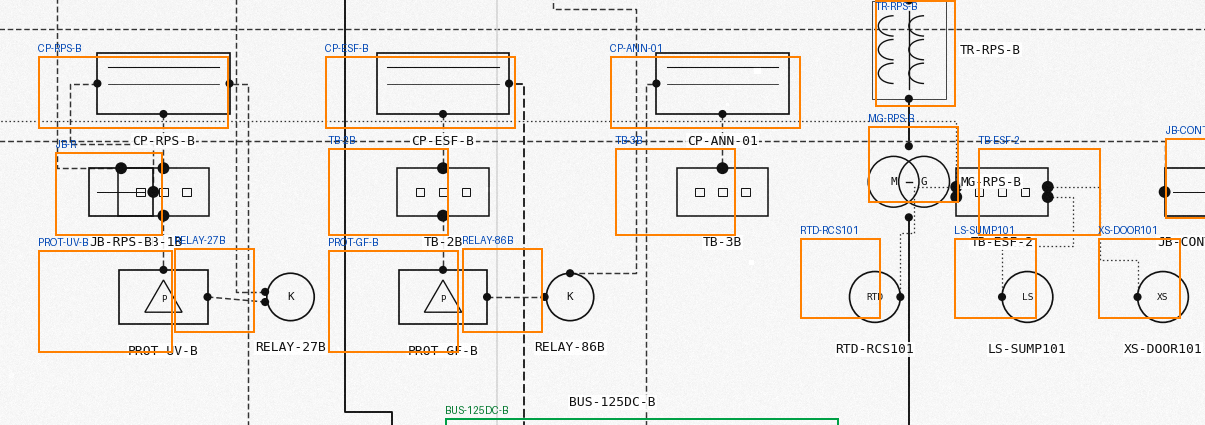 TR-RPS-B
TR-RPS-B
CP-RPS-B
CP-ESF-B
CP-ANN-01
CP-RPS-B
CP-ESF-B
CP-ANN-01
MG-RPS-B
JB-R
TB-2B
TB-3B
TB-ESF-2
JB-CONT
M
G
MG-RPS-B
JB-RPS-B
3-1B
TB-2B
TB-3B
TB-ESF-2
JB-CON
PROT-UV-B
RELAY-27B
PROT-GF-B
RELAY-86B
RTD-RCS101
LS-SUMP101
XS-DOOR101
P
K
P
K
RTD
LS
XS
PROT-UV-B
RELAY-27B
PROT-GF-B
RELAY-86B
RTD-RCS101
LS-SUMP101
XS-DOOR101
BUS-125DC-B
BUS-125DC-B